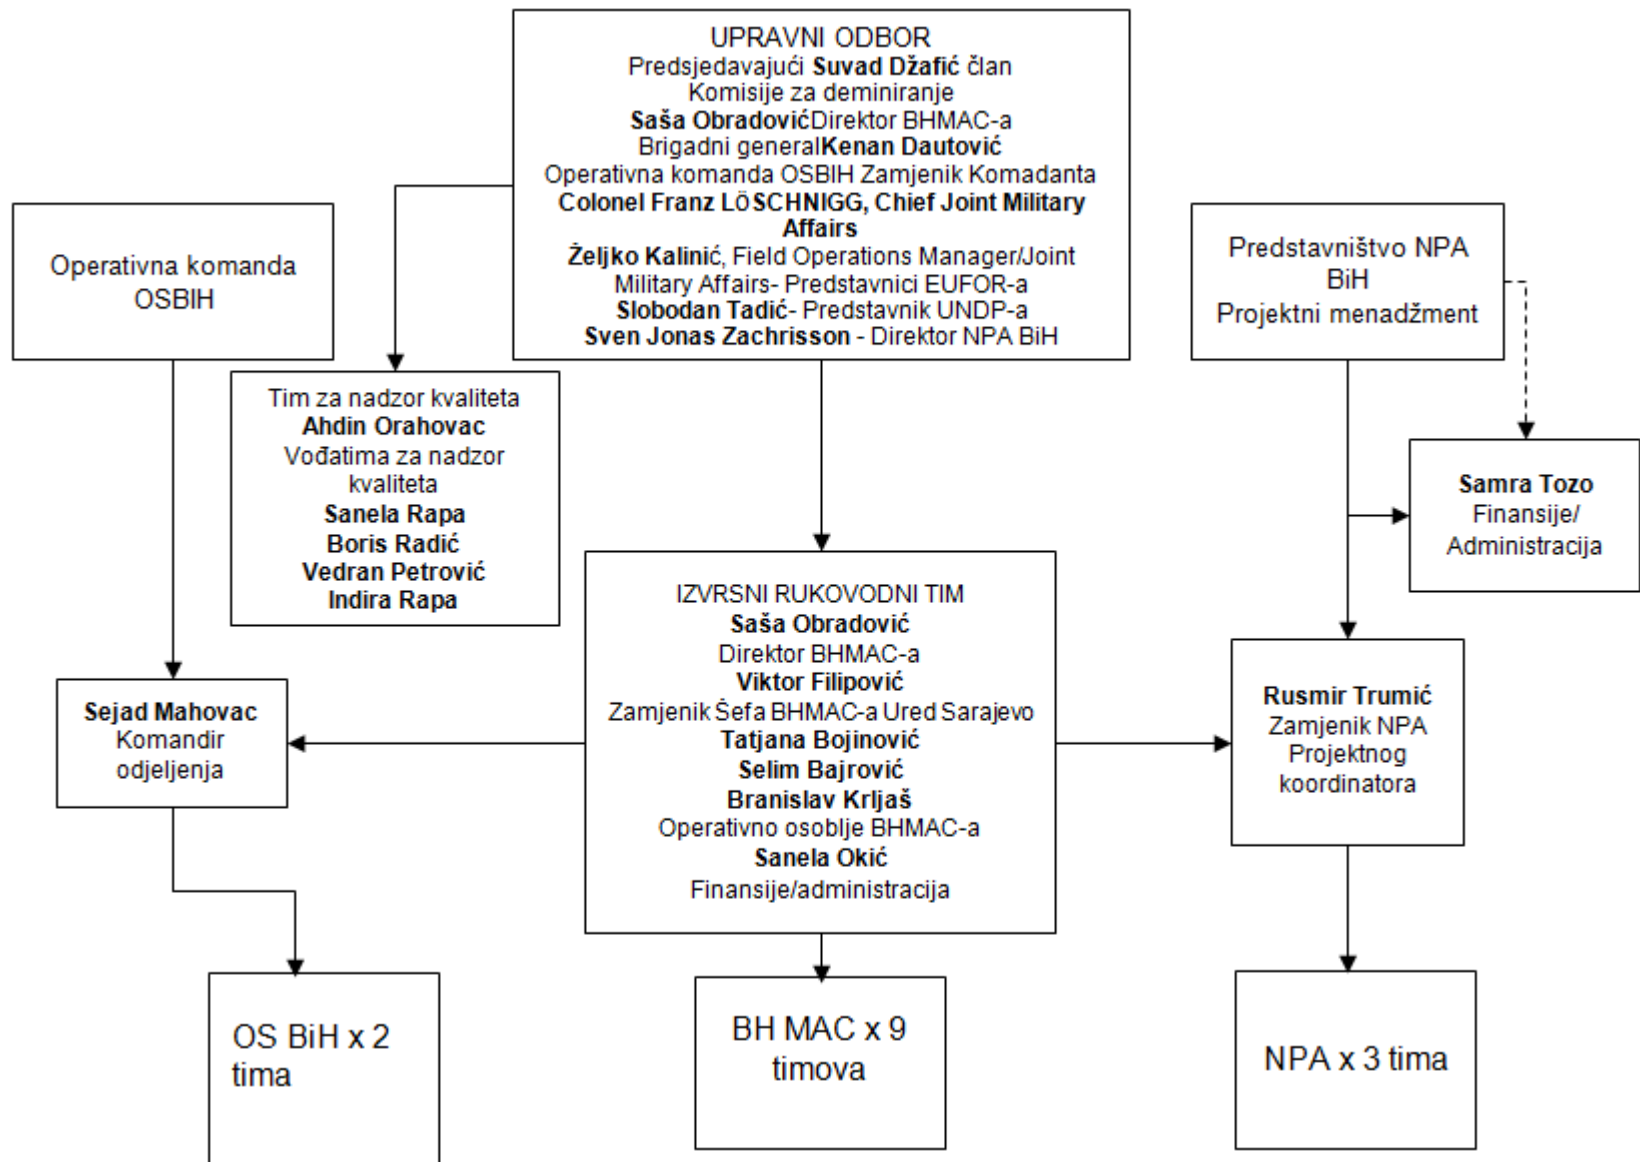 UPRAVNI ODBOR
Predsjedavajući Suvad Džafić član
Komisije za deminiranje
Saša ObradovićDirektor BHMAC-a
Brigadni generalKenan Dautović
Operativna komanda OSBIH Zamjenik Komadanta
Colonel Franz LÖSCHNIGG, Chief Joint Military
Affairs
Željko Kalinić, Field Operations Manager/Joint
Military Affairs- Predstavnici EUFOR-a
Slobodan Tadić- Predstavnik UNDP-a
Sven Jonas Zachrisson - Direktor NPA BiH
Operativna komanda
OSBIH
Predstavništvo NPA
BiH
Projektni menadžment
Tim za nadzor kvaliteta
Ahdin Orahovac
Vođatima za nadzor
kvaliteta
Sanela Rapa
Boris Radić
Vedran Petrović
Indira Rapa
Samra Tozo
Finansije/
Administracija
IZVRSNI RUKOVODNI TIM
Saša Obradović
Direktor BHMAC-a
Viktor Filipović
Zamjenik Šefa BHMAC-a Ured Sarajevo
Tatjana Bojinović
Selim Bajrović
Branislav Krljaš
Operativno osoblje BHMAC-a
Sanela Okić
Finansije/administracija
Sejad Mahovac
Komandir
odjeljenja
Rusmir Trumić
Zamjenik NPA
Projektnog
koordinatora
OS BiH x 2
tima
BH MAC x 9
timova
NPA x 3 tima